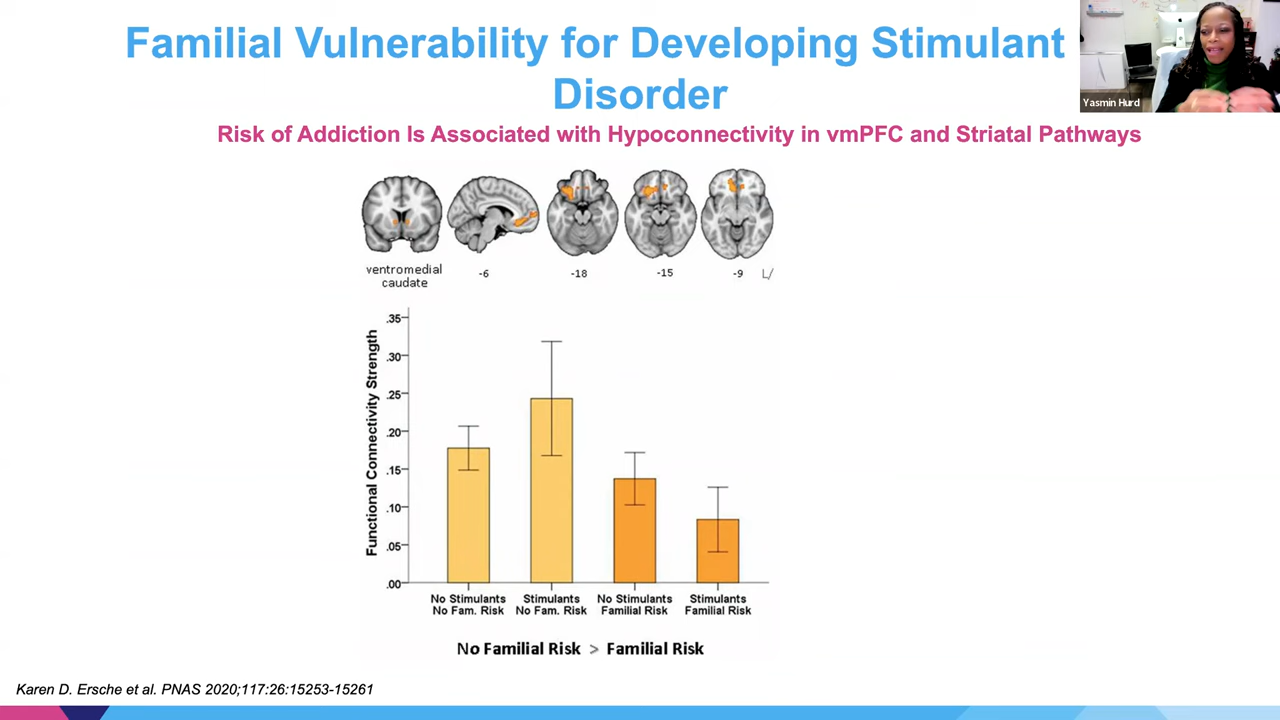 Familial Vulnerability for Developing Stimulant
Disorder
Yasmin Hurd
Risk of Addiction Is Associated with Hypoconnectivity in vmPFC and Striatal Pathways
ventromedial
caudate
-6
-18
-15
-9
L/
Functional Connectivity Strength
.35
.30
.25
.20
.15
.10
.05
.00
No Stimulants
No Fam. Risk
Stimulants
No Fam. Risk
No Stimulants
Familial Risk
Stimulants
Familial Risk
No Familial Risk > Familial Risk
Karen D. Ersche et al. PNAS 2020;117:26:15253-15261